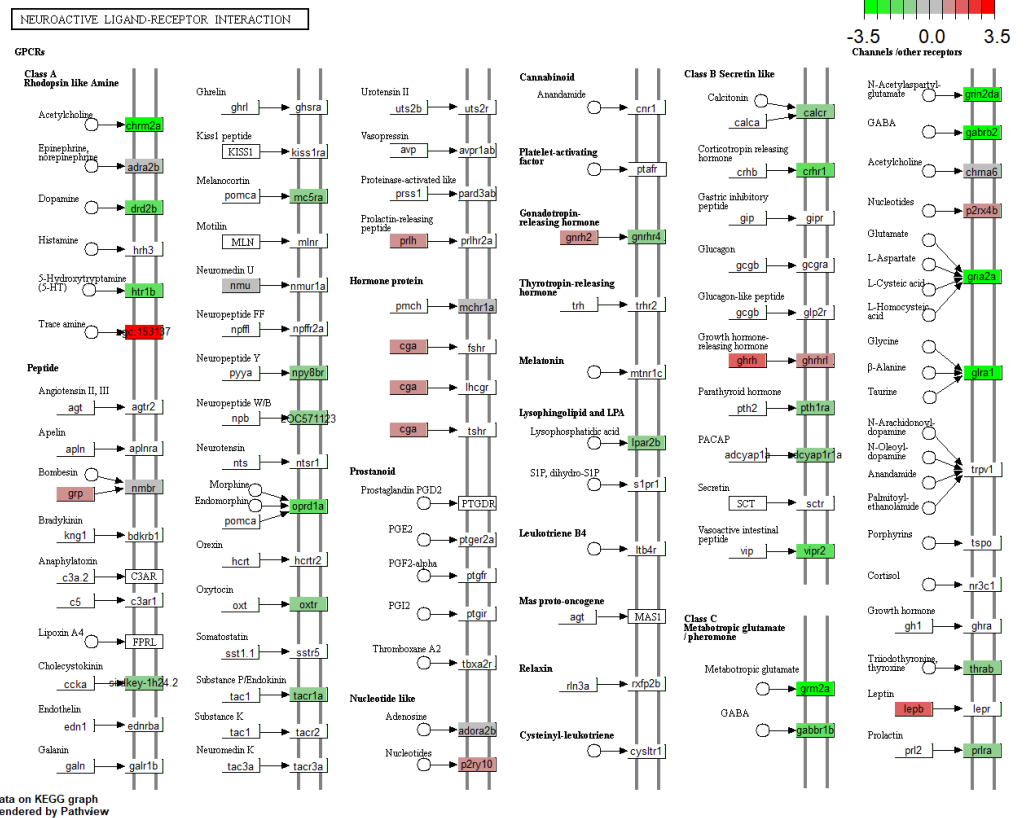 NEUROACTIVE LIGAND-RECEPTOR INTERACTION
-3.5 0.0 3.5
GPCRs
Class A
Rhodopsin like Amine
Acetylcholine
chrm2a
Epinephrine,
norepinephrine
adra2b
Dopamine
drd2b
Histamine
hrh3
5-Hydroxytryptamine
(5-HT)
htr1b
Trace amine
Peptide
Angiotensin II, III
agt agtr2
Apelin
apln aplnra
Bombesin
grp nmbr
Bradykinin
kng1 bdkrb1
Anaphylatoxin
c3a.2 C3AR
c5 c3ar1
Lipoxin A4
FPRL
Cholecystokinin
ccka
Endothelin
edn1 ednrba
Galanin
galn galr1b
Ghrelin
ghrl ghsra
Kiss1 peptide
KISS1 kiss1ra
Melanocortin
pomca mc5ra
Motilin
MLN mlnr
Neuromedin U
nmu nmur1a
Neuropeptide FF
npffl npffr2a
Neuropeptide Y
pyya npy8br
Neuropeptide W/B
npb LOC571123
Neurotensin
nts ntsr1
Morphine
Endomorphin
pomca oprd1a
Orexin
hcrt hcrtr2
Oxytocin
oxt oxtr
Somatostatin
sst1.1 sstr5
Substance P/Endokinin
tac1 tacr1a
Substance K
tac1 tacr2
Neuromedin K
tac3a tacr3a
Urotensin II
uts2b uts2r
Vasopressin
avp avpr1ab
Proteinase-activated like
prss1 pard3ab
Prolactin-releasing
peptide
prlh prlhr2a
Hormone protein
pmch mchr1a
cga fshr
cga lhcgr
cga tshr
Prostanoid
Prostaglandin PGD2
PTGDR
PGE2
ptger2a
PGF2-alpha
ptgfr
PGI2
ptgir
Thromboxane A2
tbxa2r
Nucleotide like
Adenosine
adora2b
Nucleotides
p2ry10
Cannabinoid
Anandamide
cnr1
Platelet-activating
factor
ptafr
Gonadotropin-
releasing hormone
gnrh2 gnrhr4
Thyrotropin-releasing
hormone
trh trhr2
Melatonin
mtnr1c
Lysophingolipid and LPA
Lysophosphatidic acid
lpar2b
S1P, dihydro-S1P
s1pr1
Leukotriene B4
ltb4r
Mas proto-oncogene
agt MAS1
Relaxin
rln3a rxfp2b
Cysteinyl-leukotriene
cysltr1
Class B Secretin like
Calcitonin
calca calcr
Corticotropin releasing
hormone
crhb crhr1
Gastric inhibitory
peptide
gip gipr
Glucagon
gcgb gcgra
Glucagon-like peptide
gcgb glp2r
Growth hormone-
releasing hormone
ghrh ghrhrl
Parathyroid hormone
pth2 pth1ra
PACAP
adcyap1a adcyap1r1a
Secretin
SCT sctr
Vasoactive intestinal
peptide
vip vipr2
Class C
Metabotropic glutamate
/ pheromone
Metabotropic glutamate
grm2a
GABA
gabbr1b
Channels /other receptors
N-Acetylaspartyl-
glutamate
grin2da
GABA
gabrb2
Acetylcholine
chrna6
Nucleotides
p2rx4b
Glutamate
L-Aspartate
L-Cysteic acid
L-Homocysteic
acid
gria2a
Glycine
β-Alanine
Taurine
glra1
N-Arachidonoyl-
dopamine
N-Oleoyl-
dopamine
Anandamide
Palmitoyl-
ethanolamide
trpv1
Porphyrins
tspo
Cortisol
nr3c1
Growth hormone
gh1 ghra
Triiodothyronine,
thyroxine
thrab
Leptin
lepb lepr
Prolactin
prl2 prlra
ata on KEGG graph
endered by Pathview